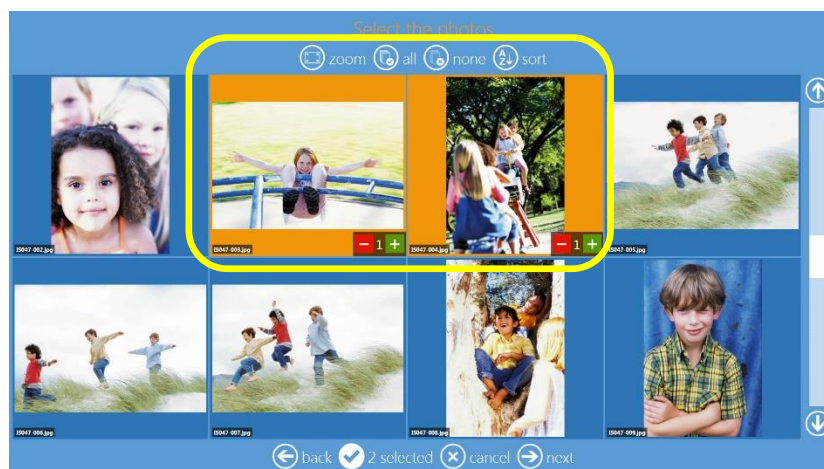 Select the photos
zoom all none sort
IS047-002.jpg
IS047-003.jpg
1
IS047-004.jpg
1
IS047-005.jpg
IS047-006.jpg
IS047-007.jpg
IS047-008.jpg
IS047-009.jpg
back 2 selected cancel next